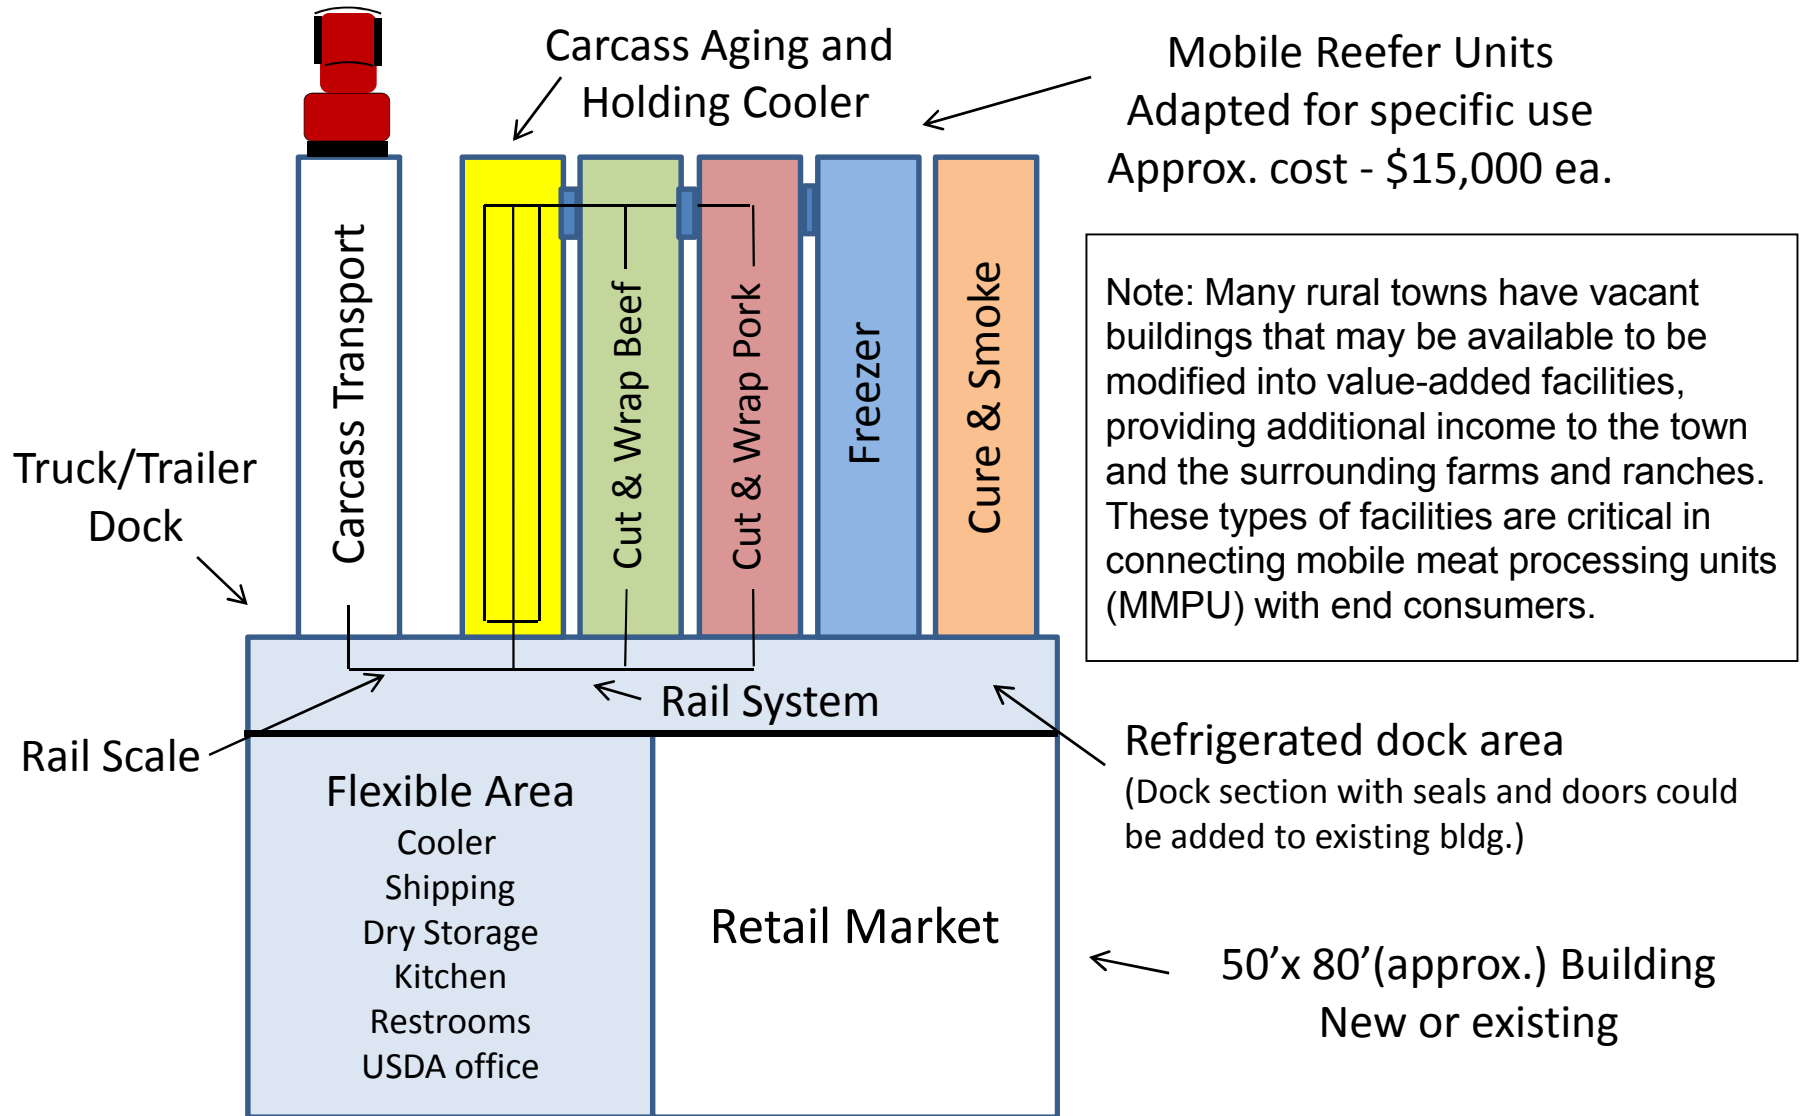 Carcass Aging and
Holding Cooler
Mobile Reefer Units
Adapted for specific use
Approx. cost - $15,000 ea.
Carcass Transport
Cut & Wrap Beef
Cut & Wrap Pork
Freezer
Cure & Smoke
Note: Many rural towns have vacant
buildings that may be available to be
modified into value-added facilities,
providing additional income to the town
and the surrounding farms and ranches.
These types of facilities are critical in
connecting mobile meat processing units
(MMPU) with end consumers.
Truck/Trailer
Dock
Rail System
Rail Scale
Refrigerated dock area
(Dock section with seals and doors could
be added to existing bldg.)
Flexible Area
Cooler
Shipping
Dry Storage
Kitchen
Restrooms
USDA office
Retail Market
50’x 80’(approx.) Building
New or existing